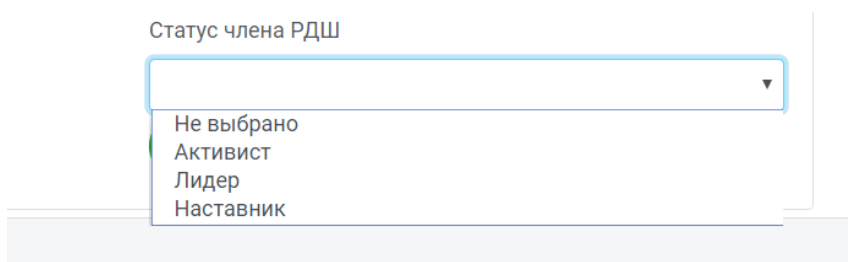 Статус члена РДШ
Не выбрано
Активист
Лидер
Наставник